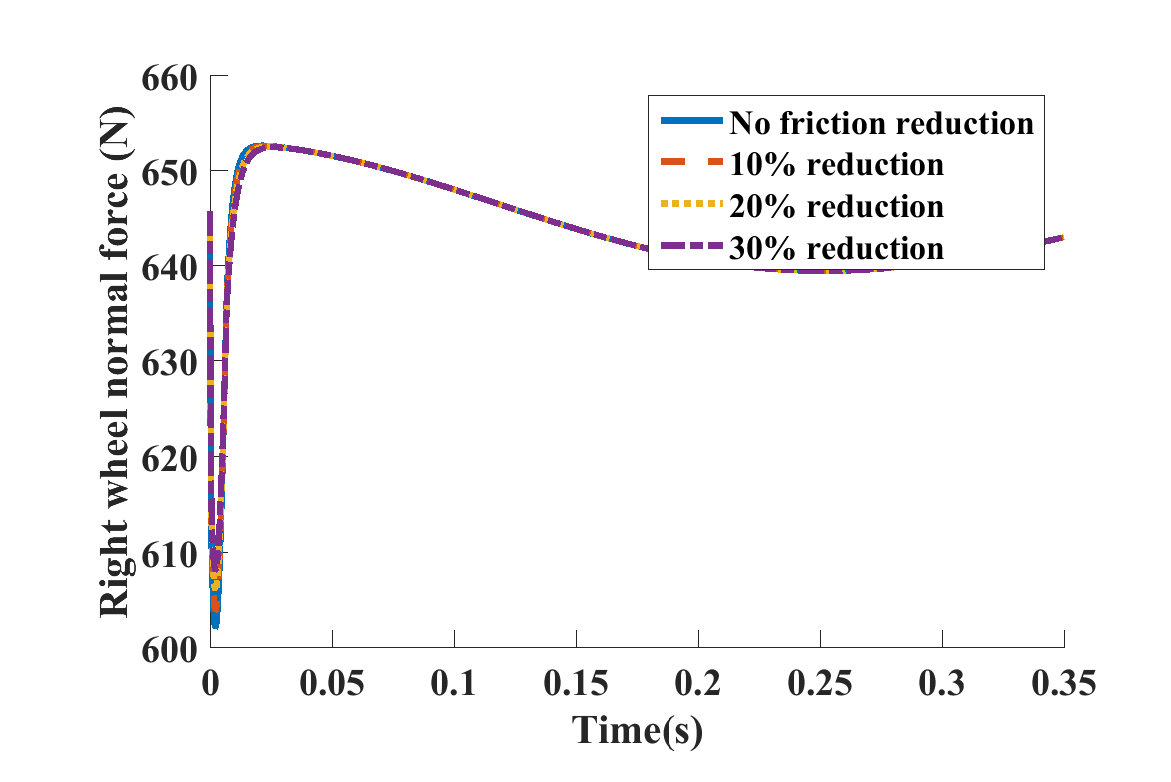 Right wheel normal force (N)
660
650
640
630
620
610
600
No friction reduction
10% reduction
20% reduction
30% reduction
0 0.05 0.1 0.15 0.2 0.25 0.3 0.35
Time(s)